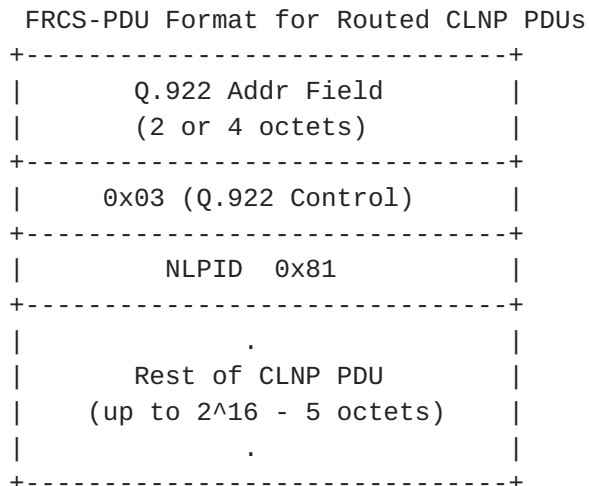 FRCS-PDU Format for Routed CLNP PDUs
+-------------------------------+
|       Q.922 Addr Field        |
|       (2 or 4 octets)         |
+-------------------------------+
|     0x03 (Q.922 Control)      |
+-------------------------------+
|         NLPID  0x81           |
+-------------------------------+
|              .                |
|       Rest of CLNP PDU        |
|    (up to 2^16 - 5 octets)    |
|              .                |
+-------------------------------+